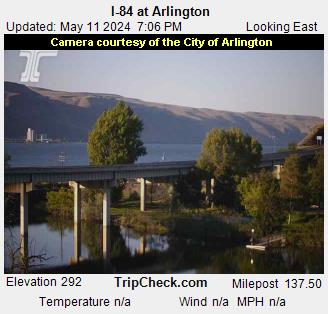 I-84 at Arlington
Updated: May 11 2024 7:06 PM Looking East
Camera courtesy of the City of Arlington
Elevation 292 TripCheck.com Milepost 137.50
Temperature n/a Wind n/a MPH n/a